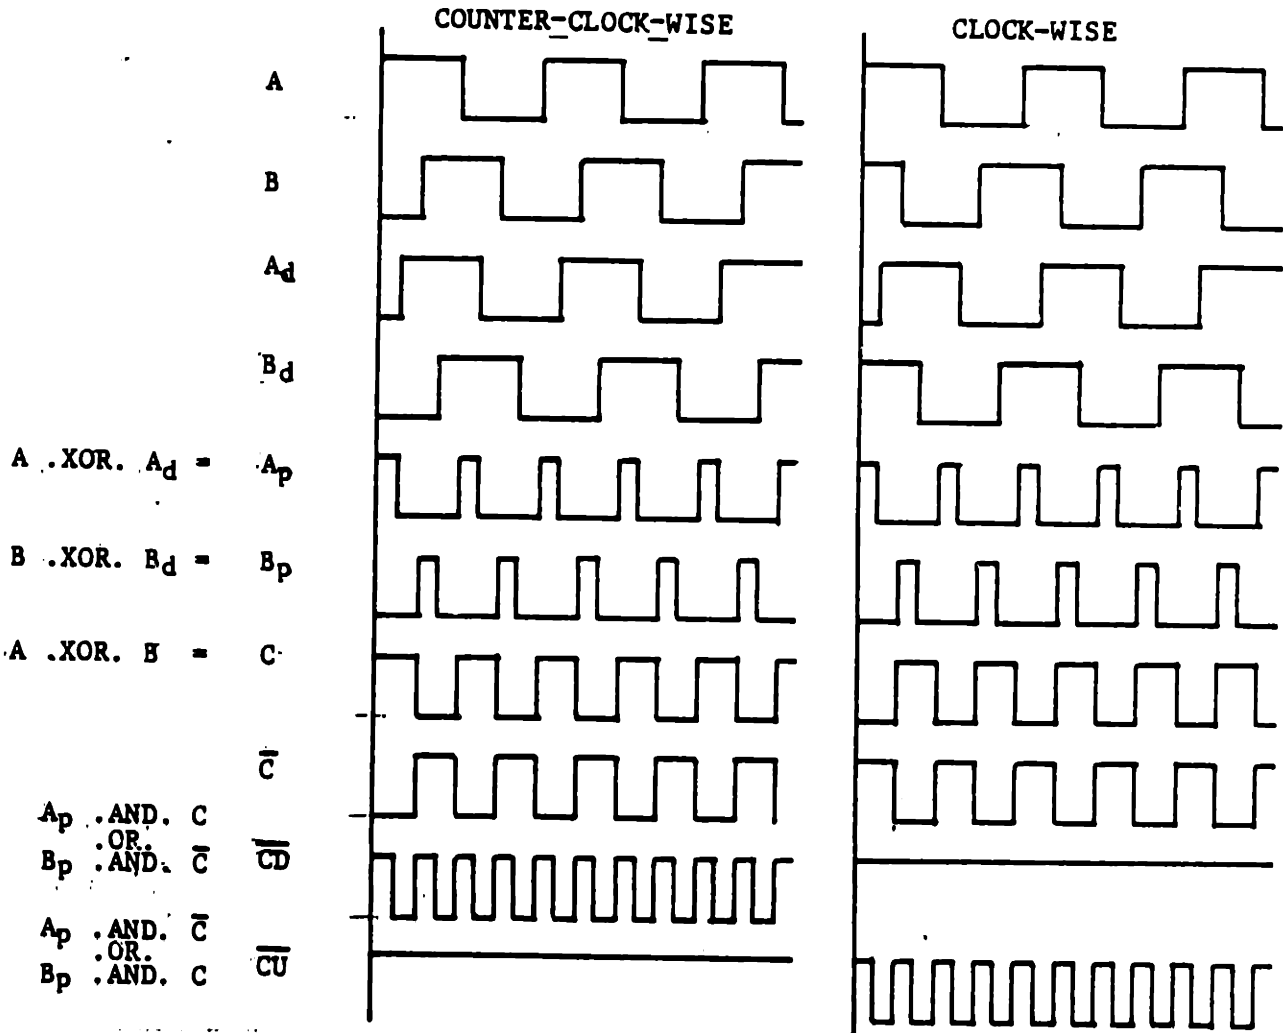 COUNTER-CLOCK-WISE
CLOCK-WISE
A
B
Ad
Bd
A .XOR. Ad = Ap
B .XOR. Bd = Bp
A .XOR. B = C
C̅
Ap .AND. C
.OR.
Bp .AND. C̅ C̅D̅
Ap .AND. C̅
.OR.
Bp .AND. C C̅U̅